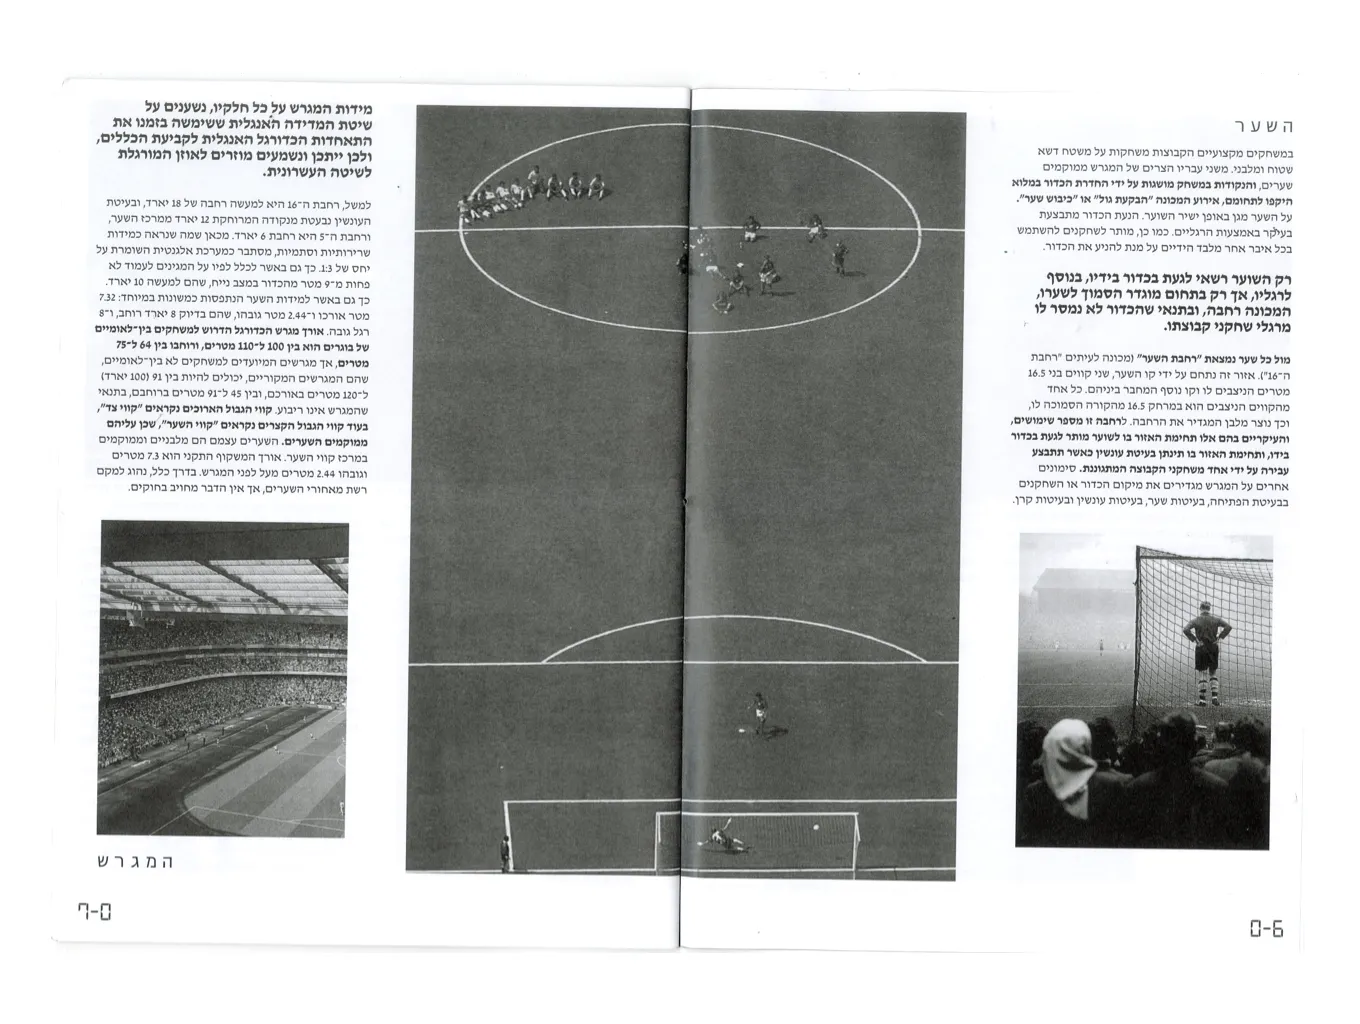 השער
במשחקים מקצועיים הקבוצות משחקות על משטח דשא
שטוח ומלבני. משני עבריו הצרים של המגרש ממוקמים
שערים, והנקודות במשחק מושגות על ידי החדרת הכדור במלוא
היקפו לתחומם, אירוע המכונה "הבקעת גול" או "כיבוש שער".
על השער מגן באופן ישיר השוער. הנעת הכדור מתבצעת
בעיקר באמצעות הרגליים. כמו כן, מותר לשחקנים להשתמש
בכל איבר אחר מלבד הידיים על מנת להניע את הכדור.
רק השוער רשאי לגעת בכדור בידיו, בנוסף
לרגליו, אך רק בתחום מוגדר הסמוך לשערו,
המכונה רחבה, ובתנאי שהכדור לא נמסר לו
מרגלי שחקני קבוצתו.
מול כל שער נמצאת "רחבת השער" (מכונה לעיתים "רחבת
ה־16"). אזור זה נתחם על ידי קו השער, שני קווים בני 16.5
מטרים הניצבים לו וקו נוסף המחבר ביניהם. כל אחד
מהקווים הניצבים הוא במרחק 16.5 מהקורה הסמוכה לו,
וכך נוצר מלבן המגדיר את הרחבה. לרחבה זו מספר שימושים,
והעיקריים בהם אלו תחימת האזור בו לשוער מותר לגעת בכדור
בידו, ותחימת האזור בו תינתן בעיטת עונשין כאשר תתבצע
עבירה על ידי אחד משחקני הקבוצה המתגוננת. סימונים
אחרים על המגרש מגדירים את מיקום הכדור או השחקנים
בבעיטת הפתיחה, בעיטות שער, בעיטות עונשין ובעיטות קרן.
0-6
מידות המגרש על כל חלקיו, נשענים על
שיטת המדידה האנגלית ששימשה בזמנו את
התאחדות הכדורגל האנגלית לקביעת הכללים,
ולכן ייתכן ונשמעים מוזרים לאוזן המורגלת
לשיטה העשרונית.
למשל, רחבת ה־16 היא למעשה רחבה של 18 יארד, ובעיטת
העונשין נבעטת מנקודה המרוחקת 12 יארד ממרכז השער,
ורחבת ה־5 היא רחבת 6 יארד. מכאן שמה שנראה כמידות
שרירותיות וסתמיות, מסתבר כמערכת אלגנטית השומרת על
יחס של 1:3. כך גם באשר לכלל לפיו על המגינים לעמוד לא
פחות מ־9 מטר מהכדור במצב נייח, שהם למעשה 10 יארד.
כך גם באשר למידות השער הנתפסות כמשונות במיוחד: 7.32
מטר אורכו ו־2.44 מטר גובהו, שהם בדיוק 8 יארד רוחב, ו־8
רגל גובה. אורך מגרש הכדורגל הדרוש למשחקים בין־לאומיים
של בוגרים הוא בין 100 ל־110 מטרים, ורוחבו בין 64 ל־75
מטרים, אך מגרשים המיועדים למשחקים לא בין־לאומיים,
שהם המגרשים המקוריים, יכולים להיות בין 91 (100 יארד)
ל־120 מטרים באורכם, ובין 45 ל־91 מטרים ברוחבם, בתנאי
שהמגרש אינו ריבוע. קווי הגבול הארוכים נקראים "קווי צד",
בעוד קווי הגבול הקצרים נקראים "קווי השער", שכן עליהם
ממוקמים השערים. השערים עצמם הם מלבניים וממוקמים
במרכז קווי השער. אורך המשקוף התקני הוא 7.3 מטרים
וגובהו 2.44 מטרים מעל לפני המגרש. בדרך כלל, נהוג למקם
רשת מאחורי השערים, אך אין הדבר מחויב בחוקים.
המגרש
7-0